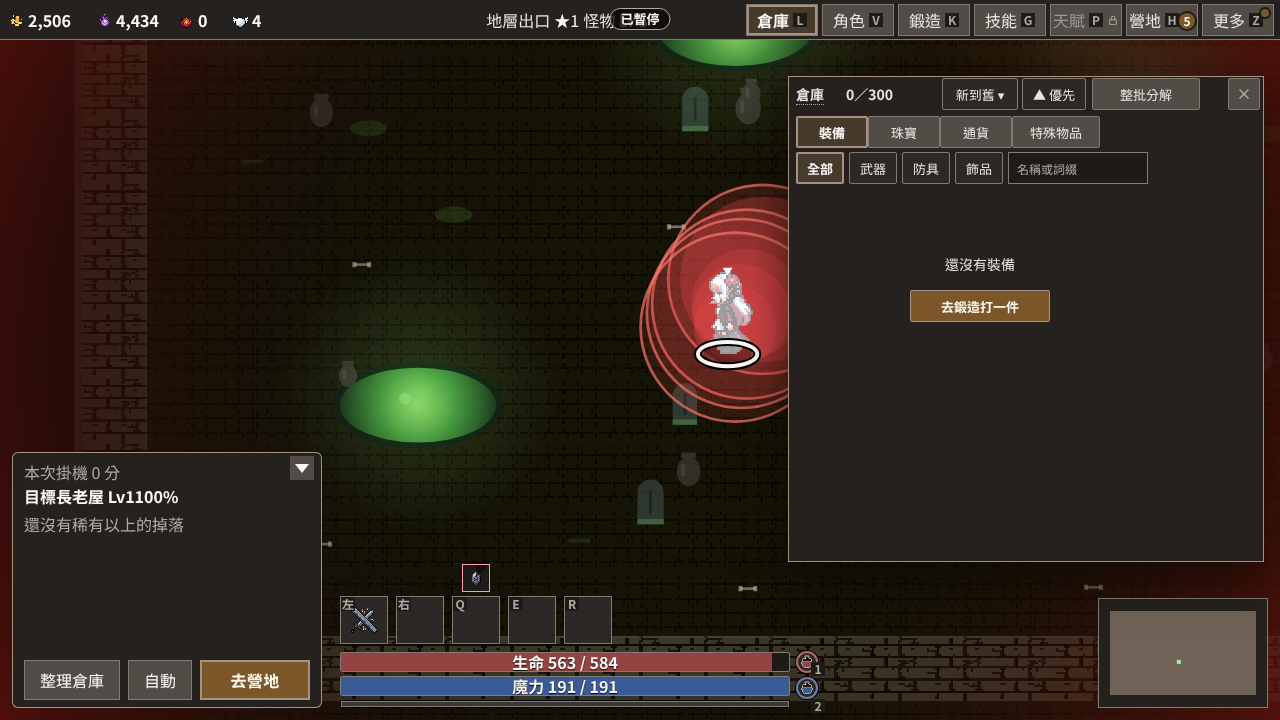 2,506 4,434 0 4
地層出口 ★1 怪物 已暫停
倉庫 L 角色 V 鍛造 K 技能 G 天賦 P 營地 H 5 更多 Z
倉庫 0／300 新到舊 ▾ ▲ 優先 整批分解 ✕
裝備 珠寶 通貨 特殊物品
全部 武器 防具 飾品 名稱或詞綴
還沒有裝備
去鍛造打一件
本次掛機 0 分
目標長老屋 Lv1100%
還沒有稀有以上的掉落
整理倉庫 自動 去營地
左 右 Q E R
生命 563 / 584 1
魔力 191 / 191
2